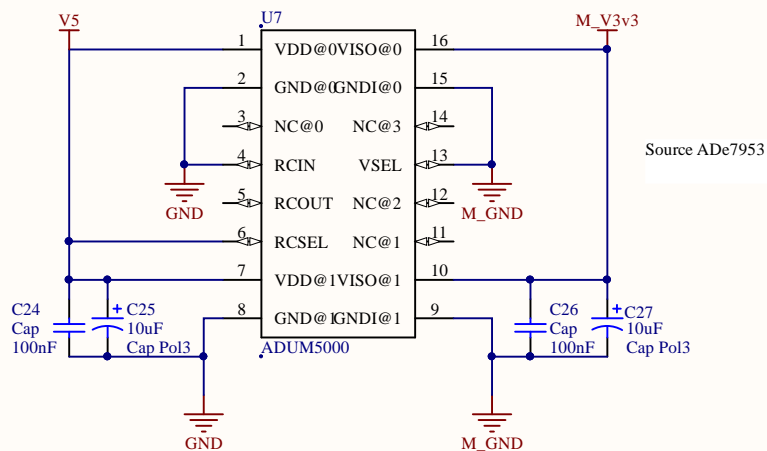 V5
U7
M_V3v3
1 VDD@0 VISO@0 16
2 GND@0 GNDI@0 15
3 NC@0 NC@3 14
4 RCIN VSEL 13
5 RCOUT NC@2 12
6 RCSEL NC@1 11
7 VDD@1 VISO@1 10
8 GND@1 GNDI@1 9
ADUM5000
GND
M_GND
Source ADe7953
C24
Cap
100nF
+ C25
10uF
Cap Pol3
C26
Cap
100nF
+ C27
10uF
Cap Pol3
GND
M_GND